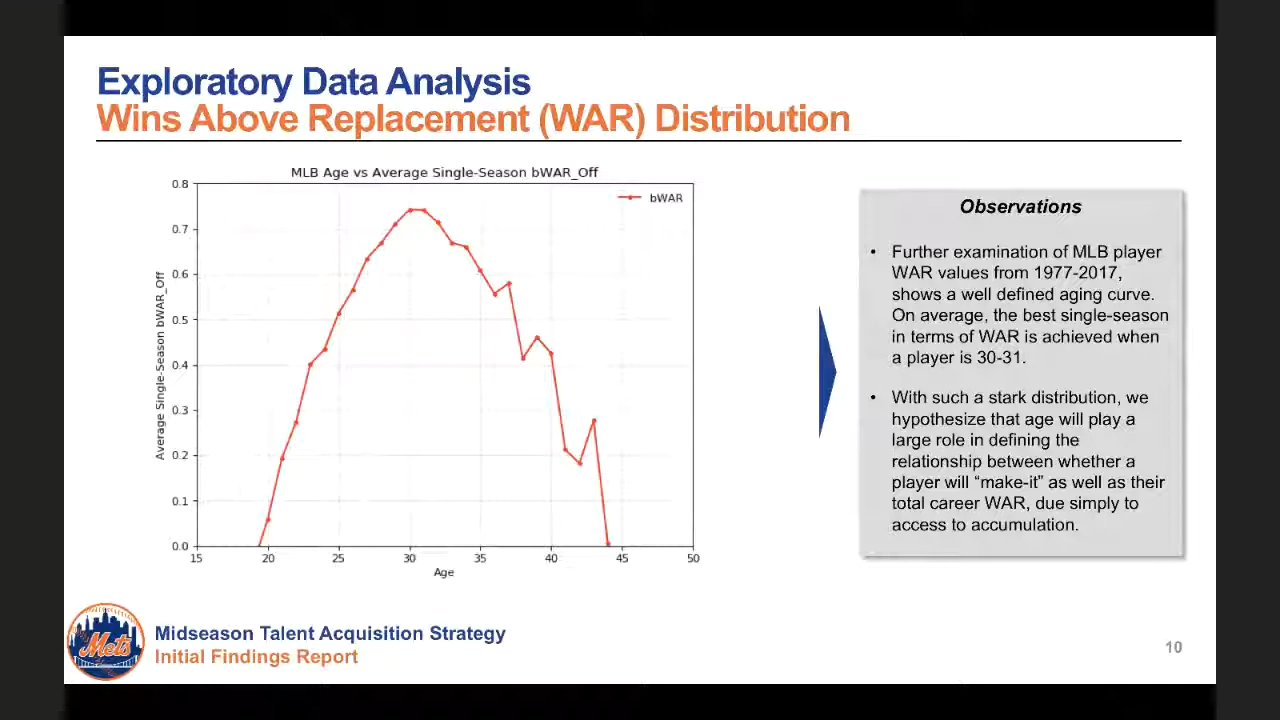 Exploratory Data Analysis
Wins Above Replacement (WAR) Distribution
MLB Age vs Average Single-Season bWAR_Off
bWAR
Average Single-Season bWAR_Off
0.8
0.7
0.6
0.5
0.4
0.3
0.2
0.1
0.0
15 20 25 30 35 40 45 50
Age
Observations
• Further examination of MLB player
WAR values from 1977-2017,
shows a well defined aging curve.
On average, the best single-season
in terms of WAR is achieved when
a player is 30-31.
• With such a stark distribution, we
hypothesize that age will play a
large role in defining the
relationship between whether a
player will “make-it” as well as their
total career WAR, due simply to
access to accumulation.
Mets
Midseason Talent Acquisition Strategy
Initial Findings Report
10